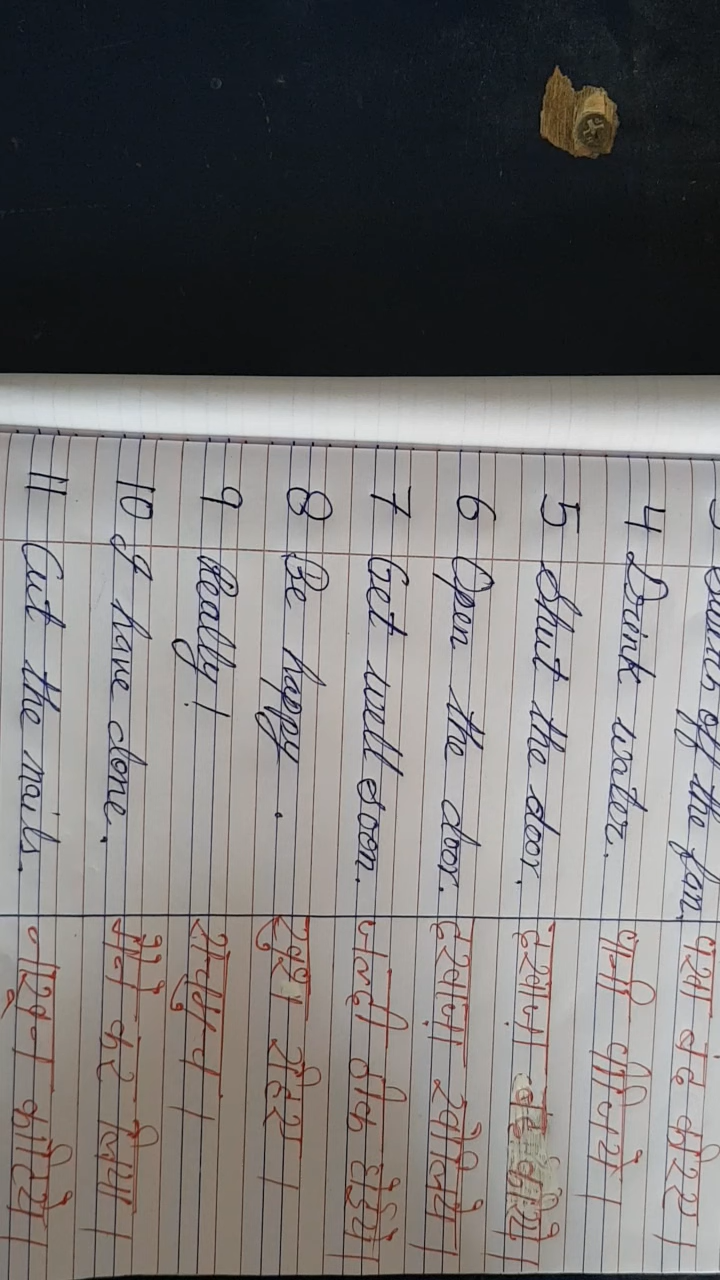 3 Switch off the fan. पंखा बंद करिए।
4 Drink water. पानी पीजिये।
5 Shut the door. दरवाजा बंद करिये।
6 Open the door. दरवाजा खोलिये।
7 Get well soon. जल्दी ठीक होइये।
8 Be happy. खुश रहिए।
9 Really! सचमुच।
10 I have done. मैंने कर लिया।
11 Cut the nails. नाखून काटिये।